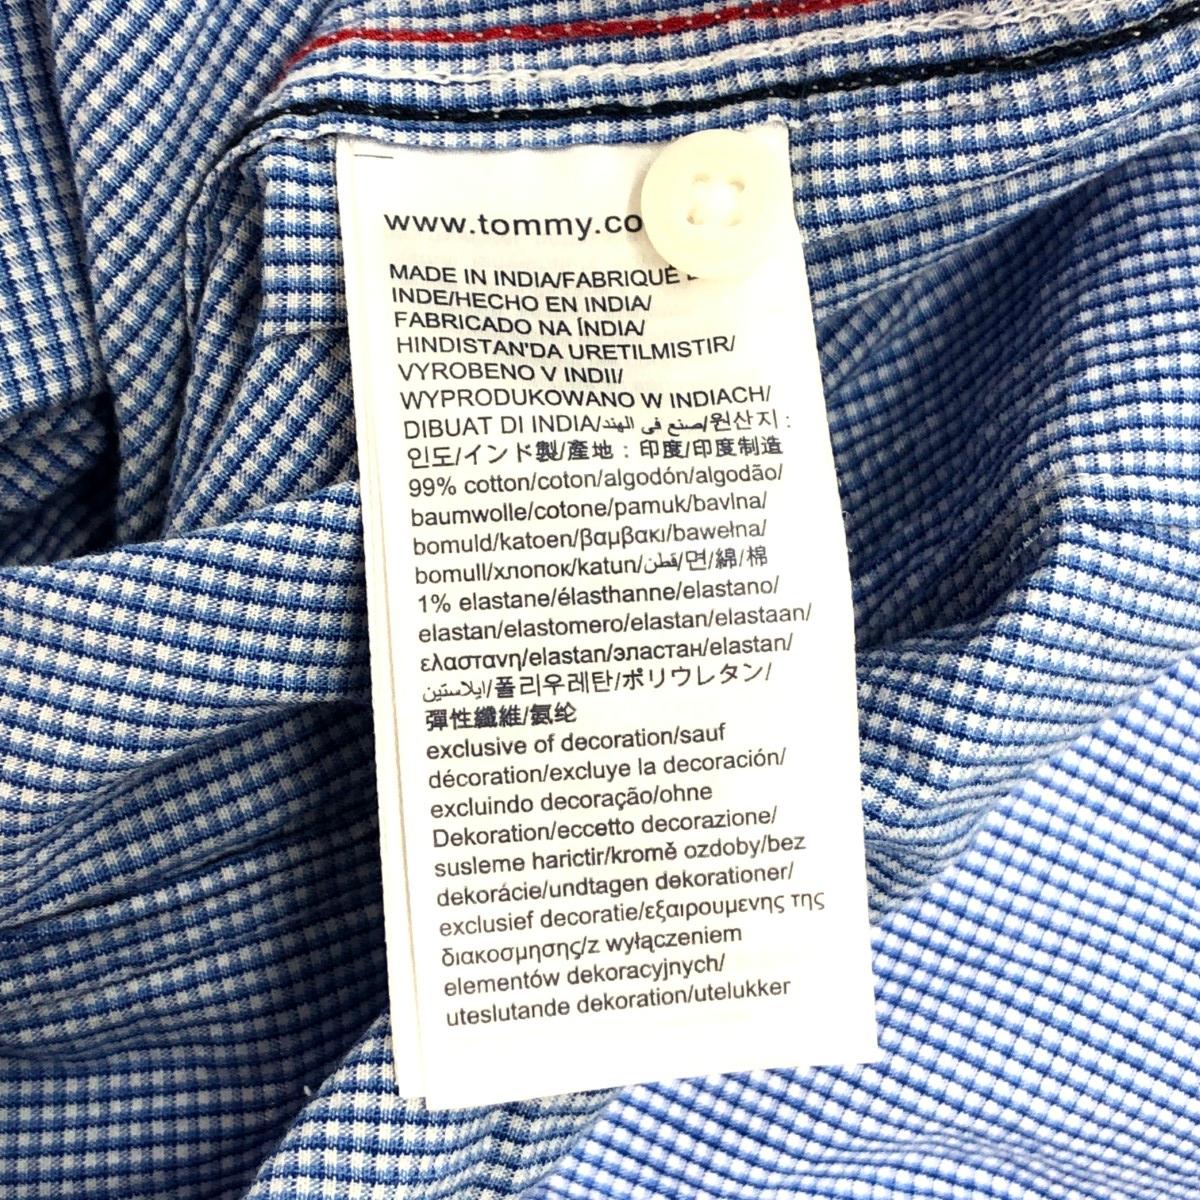 www.tommy.co
MADE IN INDIA/FABRIQUÉ
INDE/HECHO EN INDIA/
FABRICADO NA ÍNDIA/
HINDISTAN'DA URETILMISTIR/
VYROBENO V INDII/
WYPRODUKOWANO W INDIACH/
DIBUAT DI INDIA/صنع في الهند/원산지 :
인도/インド製/產地 : 印度/印度制造
99% cotton/coton/algodón/algodão/
baumwolle/cotone/pamuk/bavlna/
bomuld/katoen/βαμβακι/bawełna/
bomull/хлопок/katun/قطن/면/綿/棉
1% elastane/élasthanne/elastano/
elastan/elastomero/elastan/elastaan/
ελαστανη/elastan/эластан/elastan/
ايلاستين/폴리우레탄/ポリウレタン/
彈性纖維/氨纶
exclusive of decoration/sauf
décoration/excluye la decoración/
excluindo decoração/ohne
Dekoration/eccetto decorazione/
susleme harictir/kromě ozdoby/bez
dekorácie/undtagen dekorationer/
exclusief decoratie/εξαιρουμενης της
διακοσμησης/z wyłączeniem
elementów dekoracyjnych/
uteslutande dekoration/utelukker